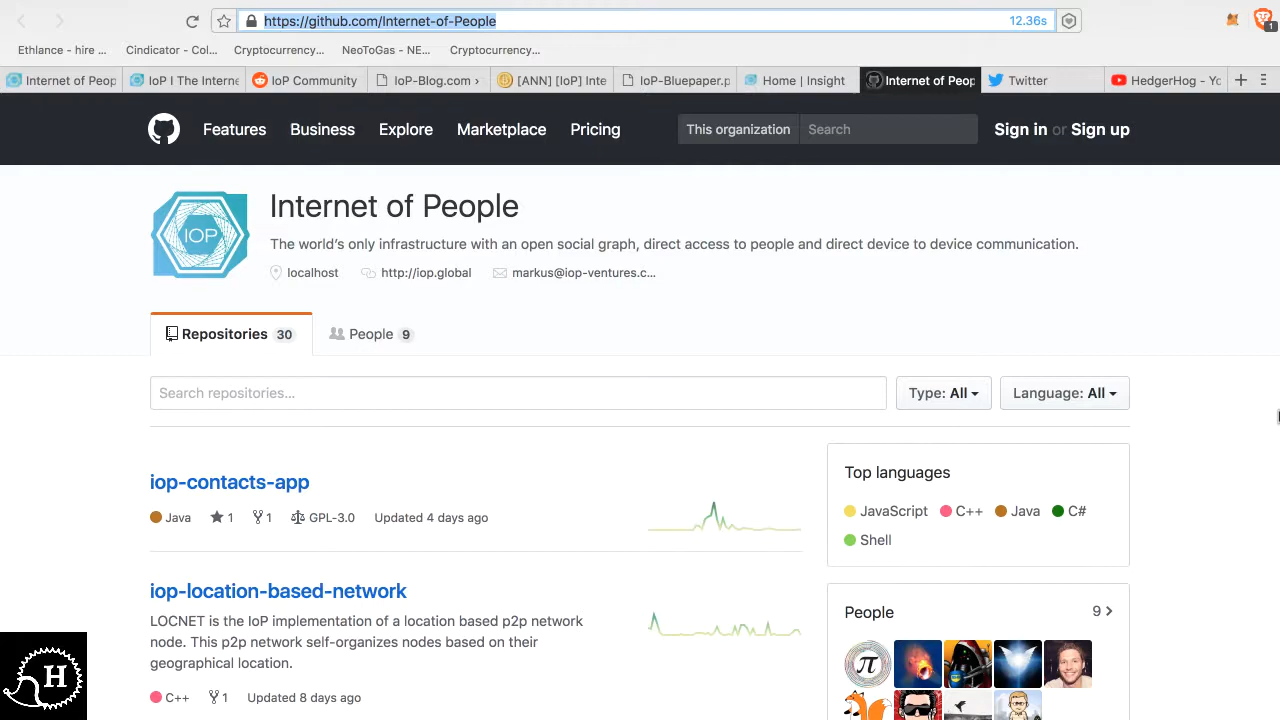 https://github.com/Internet-of-People 12.36s
1
Ethlance - hire ... Cindicator - Col... Cryptocurrency... NeoToGas - NE... Cryptocurrency...
Internet of Peop IoP I The Interne IoP Community IoP-Blog.com › [ANN] [IoP] Inte IoP-Bluepaper.p Home | Insight Internet of Peop Twitter HedgerHog - Yo
Features Business Explore Marketplace Pricing This organization Search Sign in or Sign up
IOP
Internet of People
The world's only infrastructure with an open social graph, direct access to people and direct device to device communication.
localhost http://iop.global markus@iop-ventures.c...
Repositories 30 People 9
Search repositories... Type: All Language: All
iop-contacts-app
Java 1 1 GPL-3.0 Updated 4 days ago
Top languages
JavaScript C++ Java C#
Shell
iop-location-based-network
LOCNET is the IoP implementation of a location based p2p network
node. This p2p network self-organizes nodes based on their
geographical location.
C++ 1 Updated 8 days ago
People 9
π
H